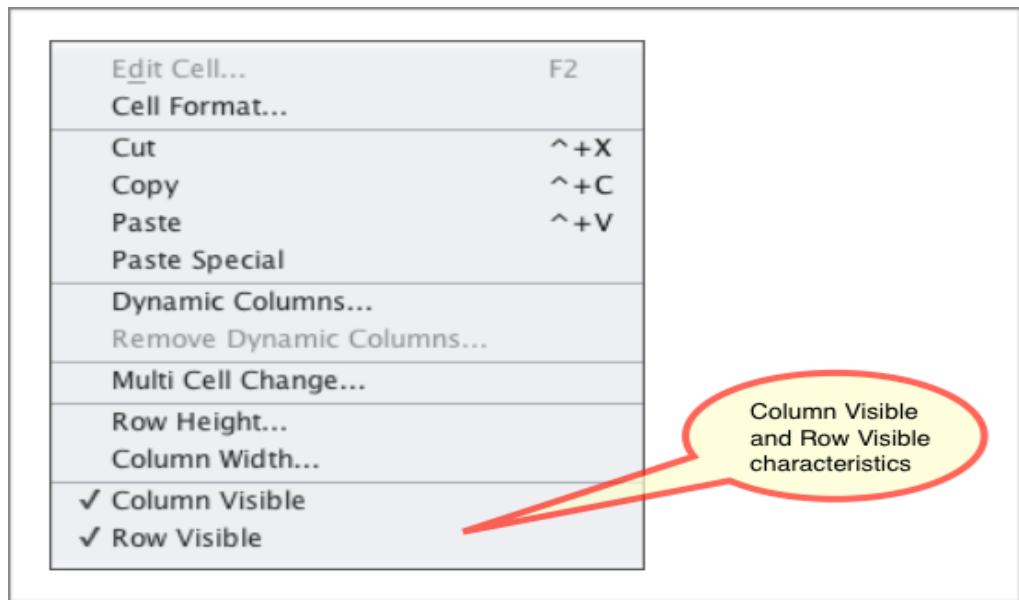 Edit Cell... F2
Cell Format...
Cut ^+X
Copy ^+C
Paste ^+V
Paste Special
Dynamic Columns...
Remove Dynamic Columns...
Multi Cell Change...
Row Height...
Column Width...
✓ Column Visible
✓ Row Visible
Column Visible
and Row Visible
characteristics